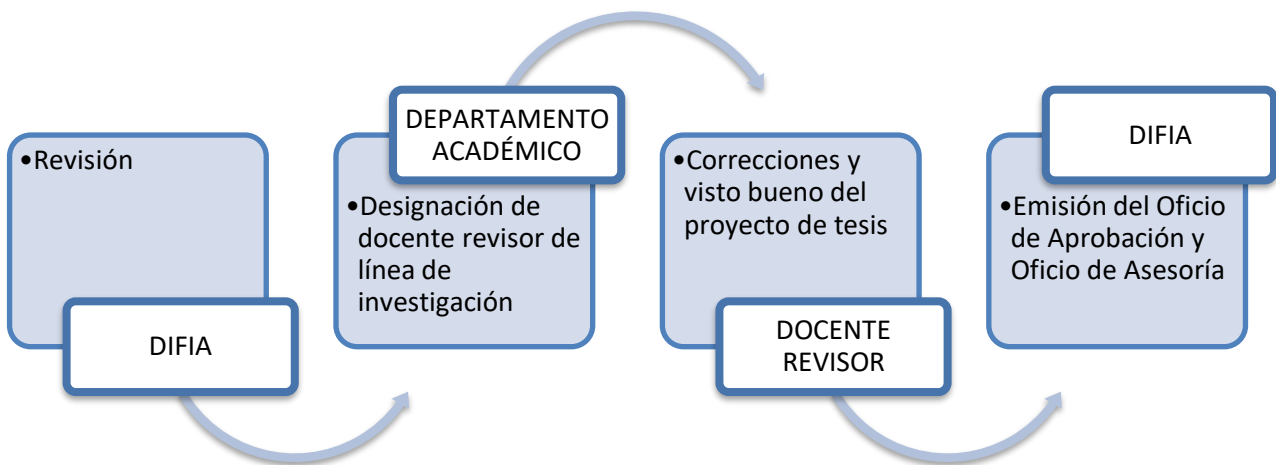 •Revisión
DIFIA
DEPARTAMENTO
ACADÉMICO
•Designación de
docente revisor de
línea de
investigación
•Correcciones y
visto bueno del
proyecto de tesis
DOCENTE
REVISOR
DIFIA
•Emisión del Oficio
de Aprobación y
Oficio de Asesoría